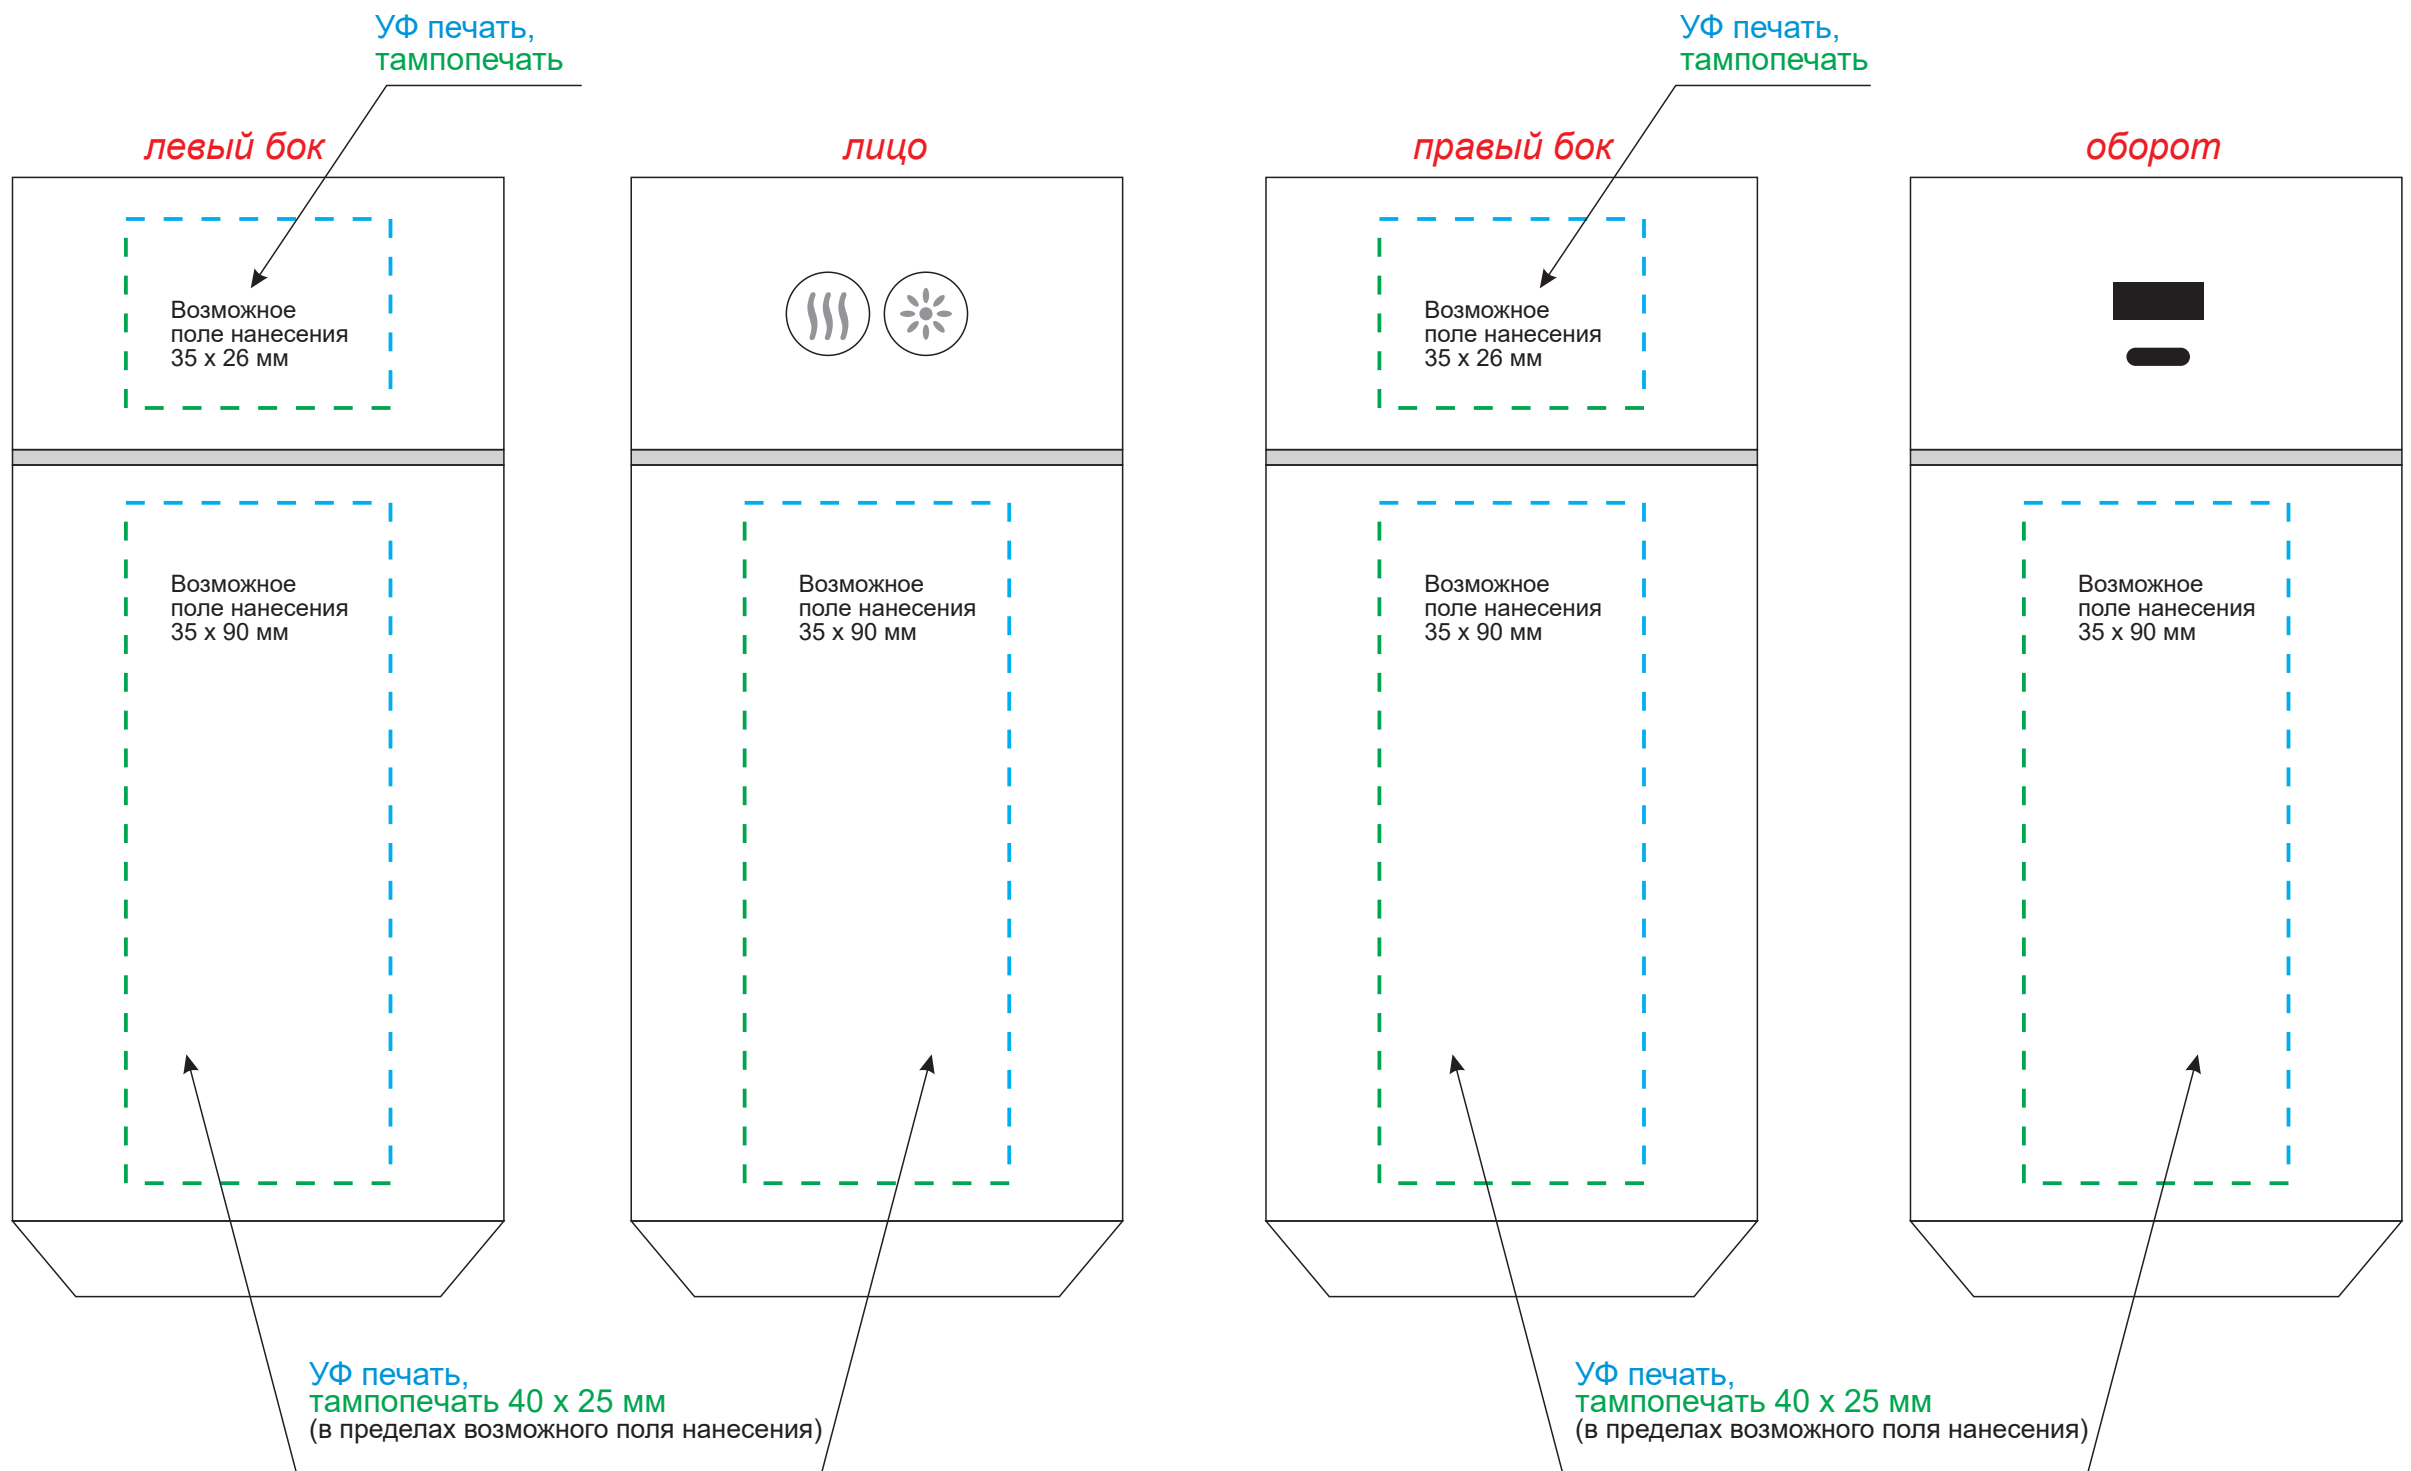 УФ печать,
тампопечать
УФ печать,
тампопечать
левый бок
лицо
правый бок
оборот
Возможное
поле нанесения
35 х 26 мм
Возможное
поле нанесения
35 х 26 мм
Возможное
поле нанесения
35 х 90 мм
Возможное
поле нанесения
35 х 90 мм
Возможное
поле нанесения
35 х 90 мм
Возможное
поле нанесения
35 х 90 мм
УФ печать,
тампопечать 40 х 25 мм
(в пределах возможного поля нанесения)
УФ печать,
тампопечать 40 х 25 мм
(в пределах возможного поля нанесения)